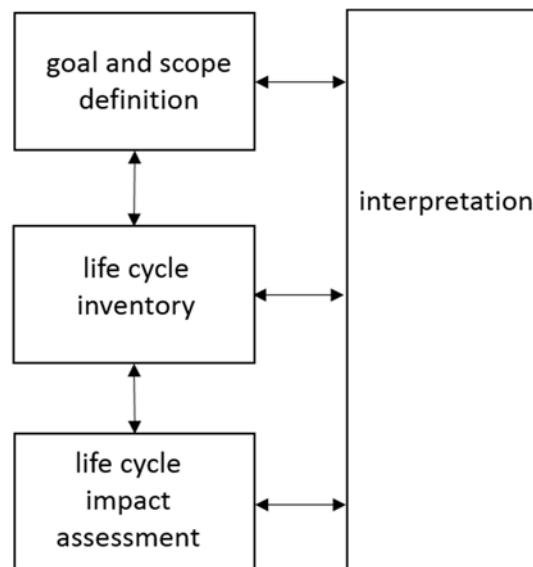 goal and scope
definition
interpretation
life cycle
inventory
life cycle
impact
assessment